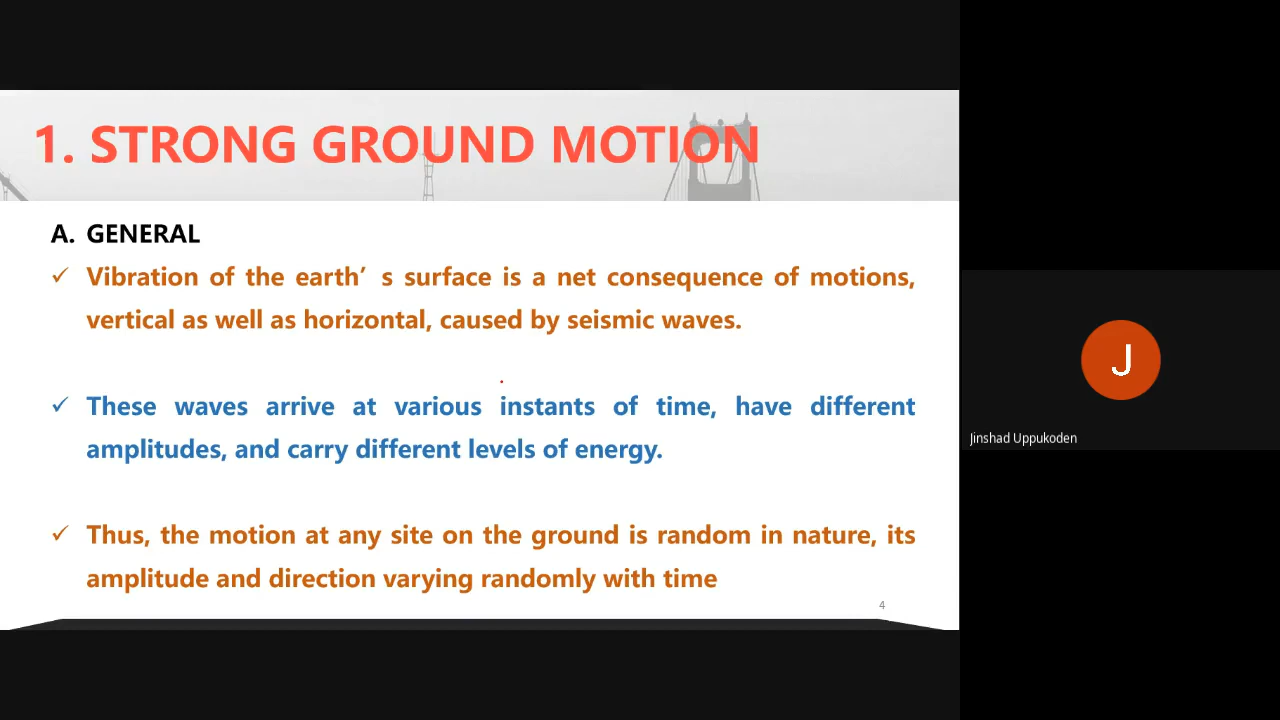 1. STRONG GROUND MOTION
A. GENERAL
✓ Vibration of the earth’ s surface is a net consequence of motions,
vertical as well as horizontal, caused by seismic waves.
✓ These waves arrive at various instants of time, have different
amplitudes, and carry different levels of energy.
✓ Thus, the motion at any site on the ground is random in nature, its
amplitude and direction varying randomly with time
4
J
Jinshad Uppukoden